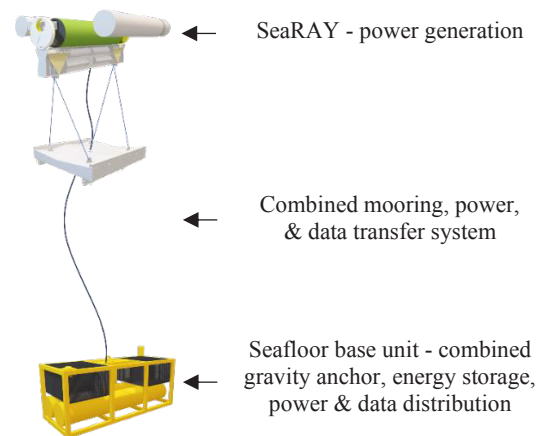 SeaRAY - power generation
Combined mooring, power,
& data transfer system
Seafloor base unit - combined
gravity anchor, energy storage,
power & data distribution